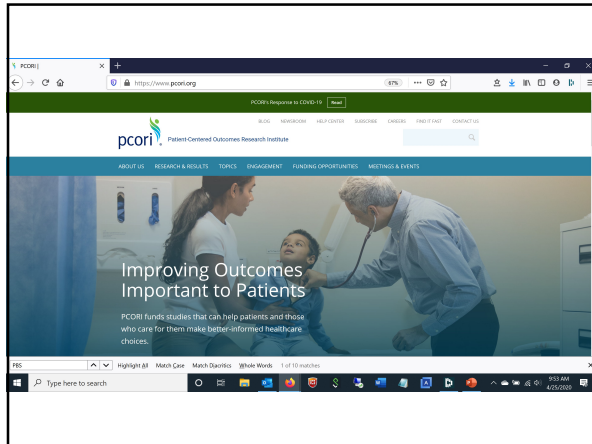 PCORI |
https://www.pcori.org
67%
PCORI's Response to COVID-19 Read
BLOG NEWSROOM HELP CENTER SUBSCRIBE CAREERS FIND IT FAST CONTACT US
pcori
Patient-Centered Outcomes Research Institute
ABOUT US RESEARCH & RESULTS TOPICS ENGAGEMENT FUNDING OPPORTUNITIES MEETINGS & EVENTS
Improving Outcomes
Important to Patients
PCORI funds studies that can help patients and those
who care for them make better-informed healthcare
choices.
PBS Highlight All Match Case Match Diacritics Whole Words 1 of 10 matches
Type here to search
9:53 AM
4/25/2020